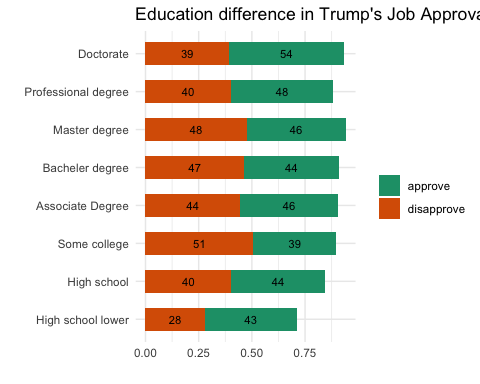 Education difference in Trump's Job Approva
Doctorate 39 54
Professional degree 40 48
Master degree 48 46
Bacheler degree 47 44
Associate Degree 44 46
Some college 51 39
High school 40 44
High school lower 28 43
0.00 0.25 0.50 0.75
approve
disapprove